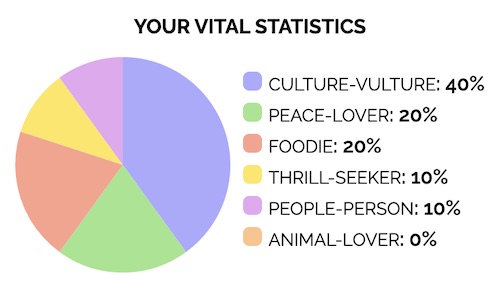 YOUR VITAL STATISTICS
CULTURE-VULTURE: 40%
PEACE-LOVER: 20%
FOODIE: 20%
THRILL-SEEKER: 10%
PEOPLE-PERSON: 10%
ANIMAL-LOVER: 0%